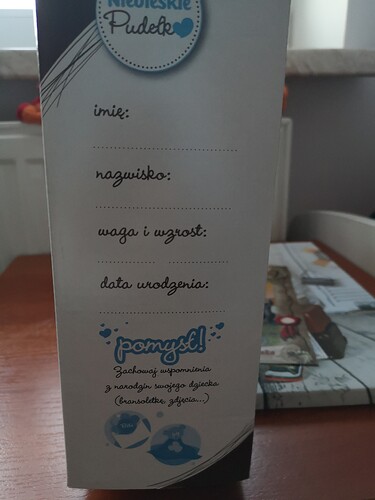 Niebieskie
Pudełko
imię:
nazwisko:
waga i wzrost:
data urodzenia:
pomysł!
Zachowaj wspomnienia
z narodzin swojego dziecka
(bransoletkę, zdjęcia...)